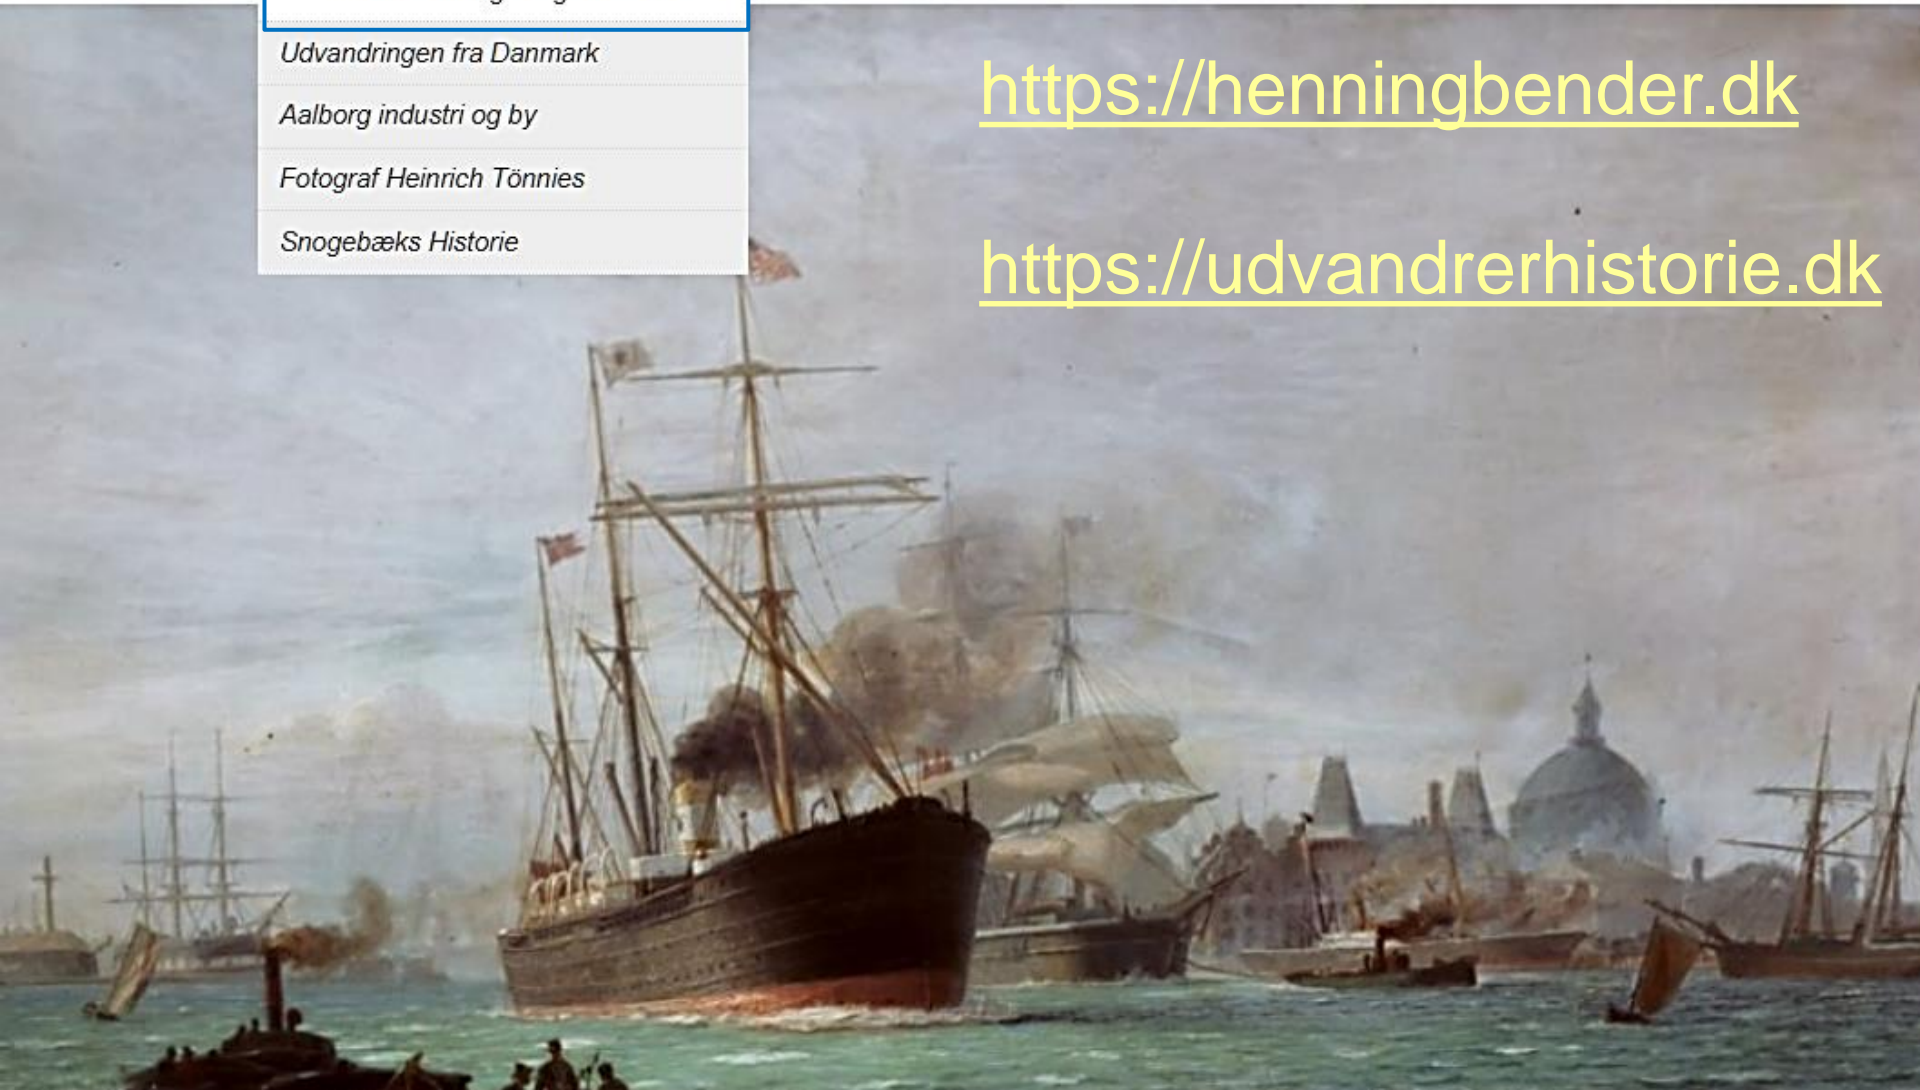 Udvandringen fra Danmark
Aalborg industri og by
Fotograf Heinrich Tönnies
Snogebæks Historie
https://henningbender.dk
https://udvandrerhistorie.dk